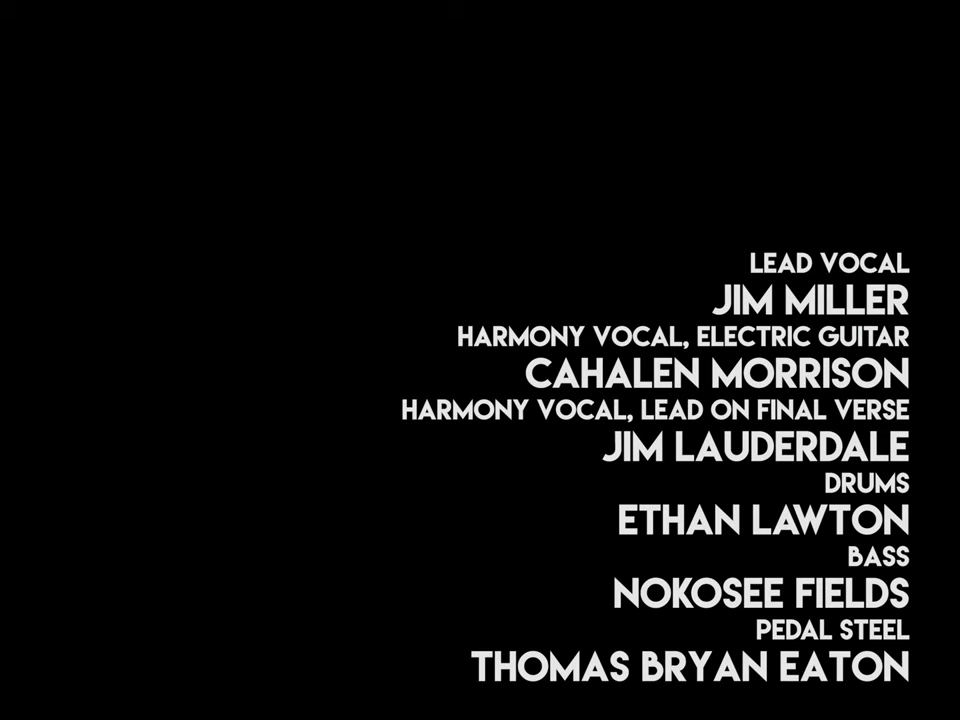 LEAD VOCAL
JIM MILLER
HARMONY VOCAL, ELECTRIC GUITAR
CAHALEN MORRISON
HARMONY VOCAL, LEAD ON FINAL VERSE
JIM LAUDERDALE
DRUMS
ETHAN LAWTON
BASS
NOKOSEE FIELDS
PEDAL STEEL
THOMAS BRYAN EATON